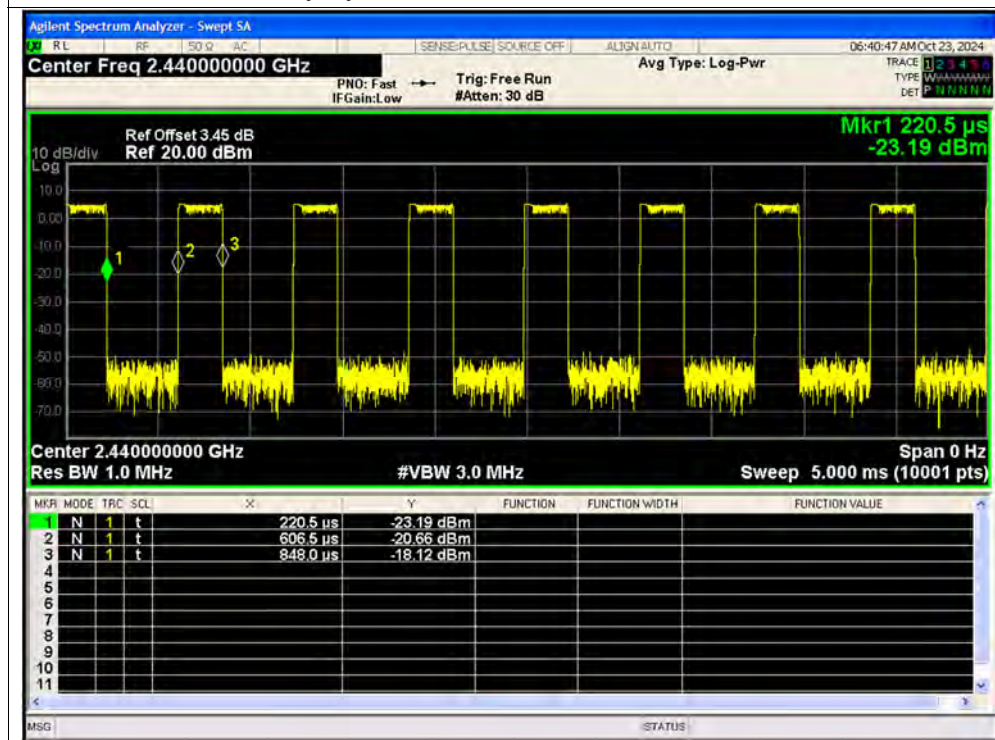 Agilent Spectrum Analyzer - Swept SA
RL RF 50 Ω AC SENSE:PULSE SOURCE OFF ALIGN AUTO 06:40:47 AM Oct 23, 2024
Center Freq 2.440000000 GHz Avg Type: Log-Pwr TRACE 1 2 3 4 5 6
PNO: Fast Trig: Free Run TYPE
IFGain:Low #Atten: 30 dB DET P N N N N N
Mkr1 220.5 µs
Ref Offset 3.45 dB
10 dB/div Ref 20.00 dBm -23.19 dBm
Log
10.0
0.00
-10.0
1 2 3
-20.0
-30.0
-40.0
-50.0
-60.0
-70.0
Center 2.440000000 GHz Span 0 Hz
Res BW 1.0 MHz #VBW 3.0 MHz Sweep 5.000 ms (10001 pts)
MKR MODE TRC SCL X Y FUNCTION FUNCTION WIDTH FUNCTION VALUE
1 N 1 t 220.5 µs -23.19 dBm
2 N 1 t 606.5 µs -20.66 dBm
3 N 1 t 848.0 µs -18.12 dBm
4
5
6
7
8
9
10
11
MSG STATUS